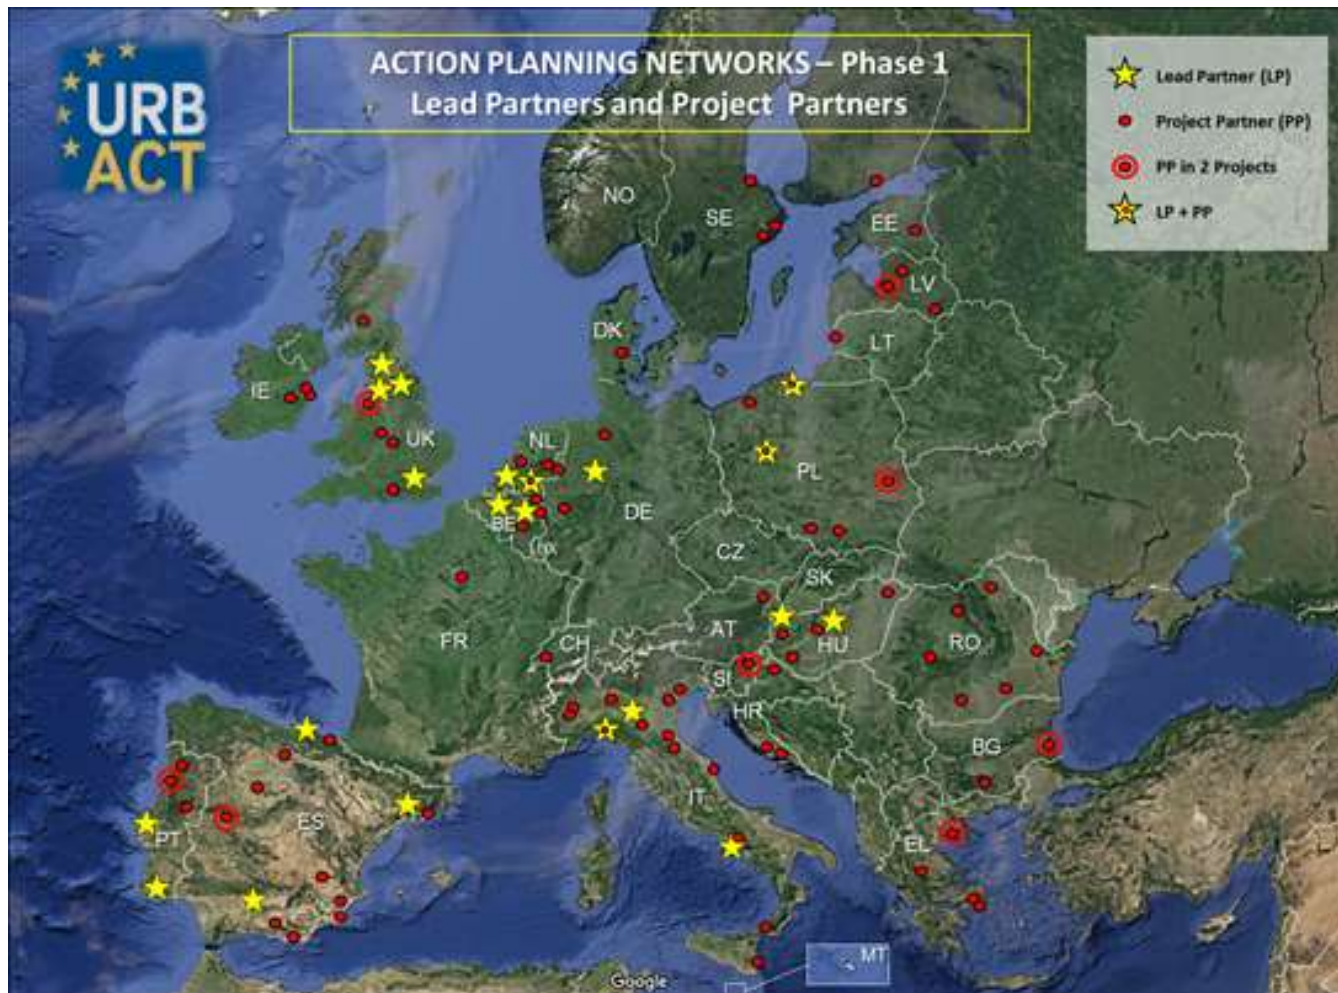 URB
ACT
ACTION PLANNING NETWORKS – Phase 1
Lead Partners and Project Partners
Lead Partner (LP)
Project Partner (PP)
PP in 2 Projects
LP + PP
NO
SE
EE
LV
DK
LT
IE
UK
NL
PL
BE
DE
lux
CZ
SK
FR
CH
AT
HU
RO
SI
HR
BG
IT
PT
ES
EL
MT
Google